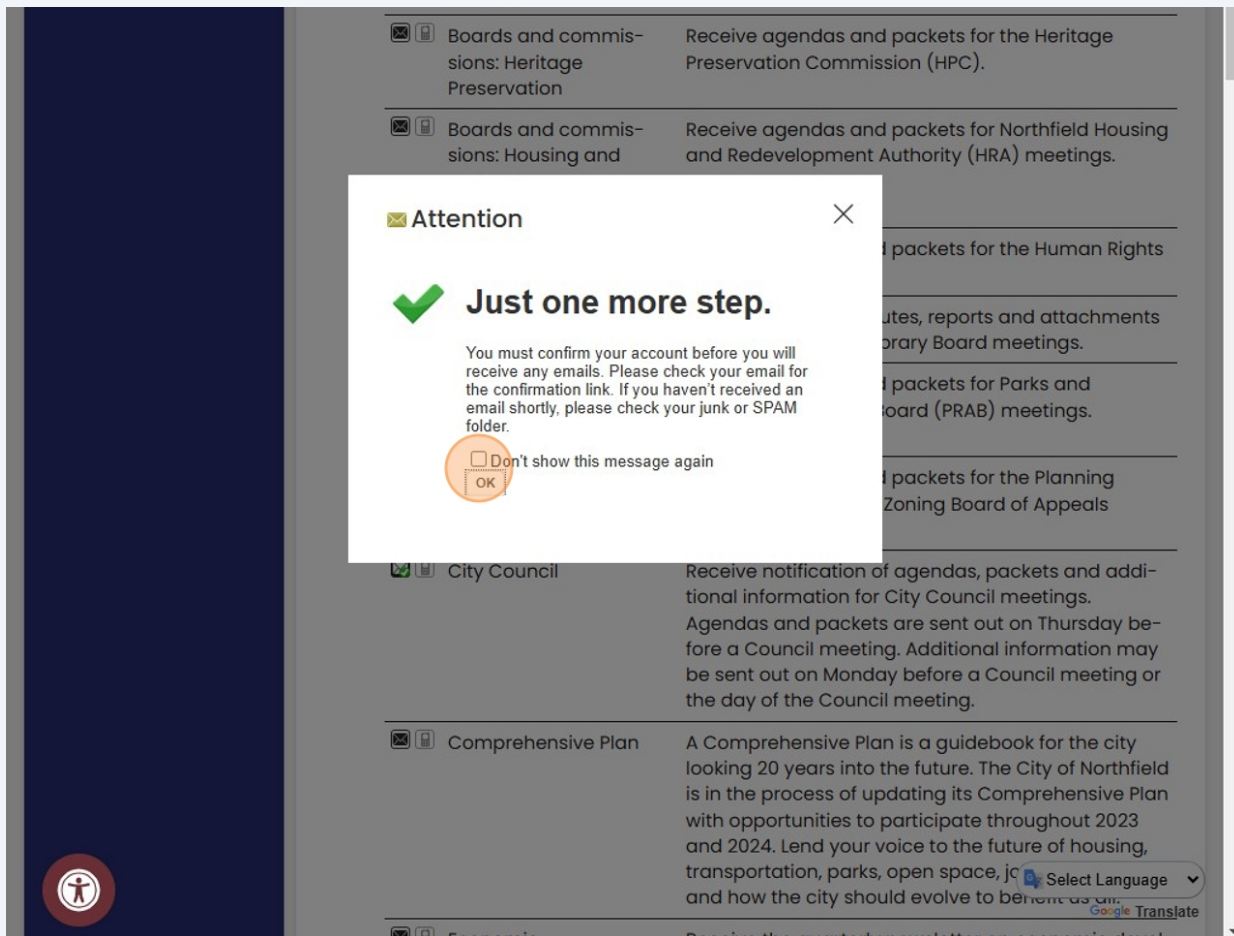 Boards and commis-
sions: Heritage
Preservation
Receive agendas and packets for the Heritage
Preservation Commission (HPC).
Boards and commis-
sions: Housing and
Receive agendas and packets for Northfield Housing
and Redevelopment Authority (HRA) meetings.
Attention
Just one more step.
You must confirm your account before you will
receive any emails. Please check your email for
the confirmation link. If you haven't received an
email shortly, please check your junk or SPAM
folder.
Don't show this message again
OK
packets for the Human Rights
utes, reports and attachments
brary Board meetings.
packets for Parks and
oard (PRAB) meetings.
packets for the Planning
Zoning Board of Appeals
City Council
Receive notification of agendas, packets and addi-
tional information for City Council meetings.
Agendas and packets are sent out on Thursday be-
fore a Council meeting. Additional information may
be sent out on Monday before a Council meeting or
the day of the Council meeting.
Comprehensive Plan
A Comprehensive Plan is a guidebook for the city
looking 20 years into the future. The City of Northfield
is in the process of updating its Comprehensive Plan
with opportunities to participate throughout 2023
and 2024. Lend your voice to the future of housing,
transportation, parks, open space,
and how the city should evolve to benefit us all.
Select Language
Google Translate